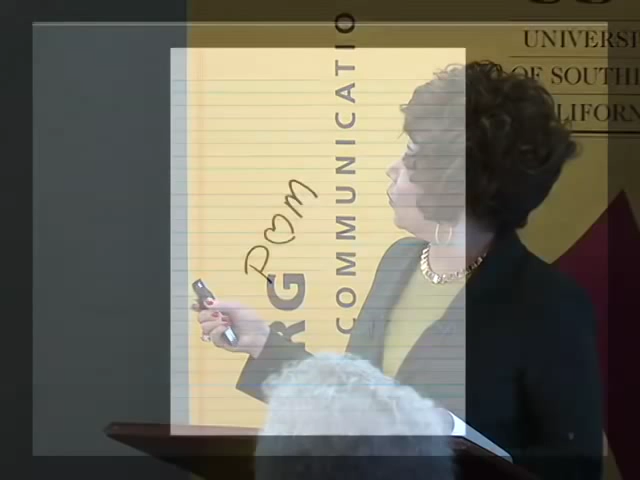 UNIVERSI
OF SOUTH
LIFORN
COMMUNICATIO
RG
POM